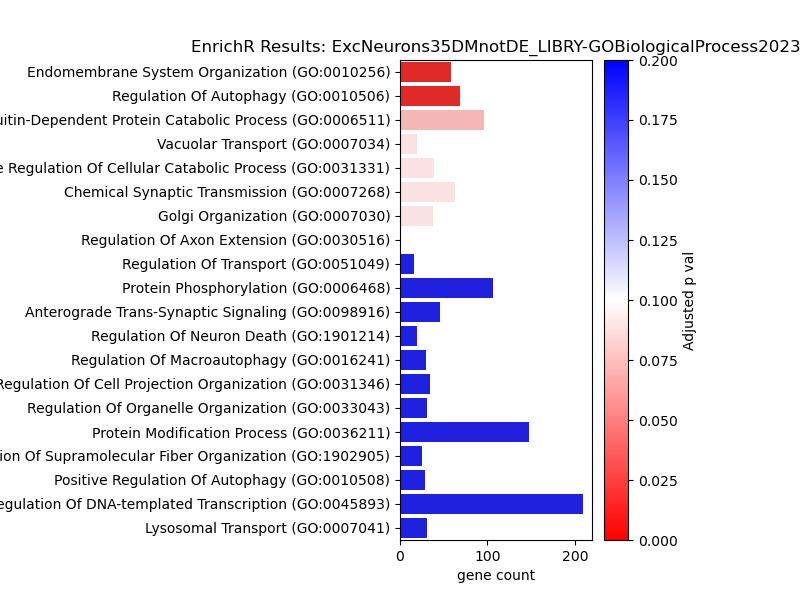 EnrichR Results: ExcNeurons35DMnotDE_LIBRY-GOBiologicalProcess2023
Endomembrane System Organization (GO:0010256)
Regulation Of Autophagy (GO:0010506)
uitin-Dependent Protein Catabolic Process (GO:0006511)
Vacuolar Transport (GO:0007034)
e Regulation Of Cellular Catabolic Process (GO:0031331)
Chemical Synaptic Transmission (GO:0007268)
Golgi Organization (GO:0007030)
Regulation Of Axon Extension (GO:0030516)
Regulation Of Transport (GO:0051049)
Protein Phosphorylation (GO:0006468)
Anterograde Trans-Synaptic Signaling (GO:0098916)
Regulation Of Neuron Death (GO:1901214)
Regulation Of Macroautophagy (GO:0016241)
Regulation Of Cell Projection Organization (GO:0031346)
Regulation Of Organelle Organization (GO:0033043)
Protein Modification Process (GO:0036211)
ion Of Supramolecular Fiber Organization (GO:1902905)
Positive Regulation Of Autophagy (GO:0010508)
egulation Of DNA-templated Transcription (GO:0045893)
Lysosomal Transport (GO:0007041)
0 100 200
gene count
0.200
0.175
0.150
0.125
0.100
0.075
0.050
0.025
0.000
Adjusted p val